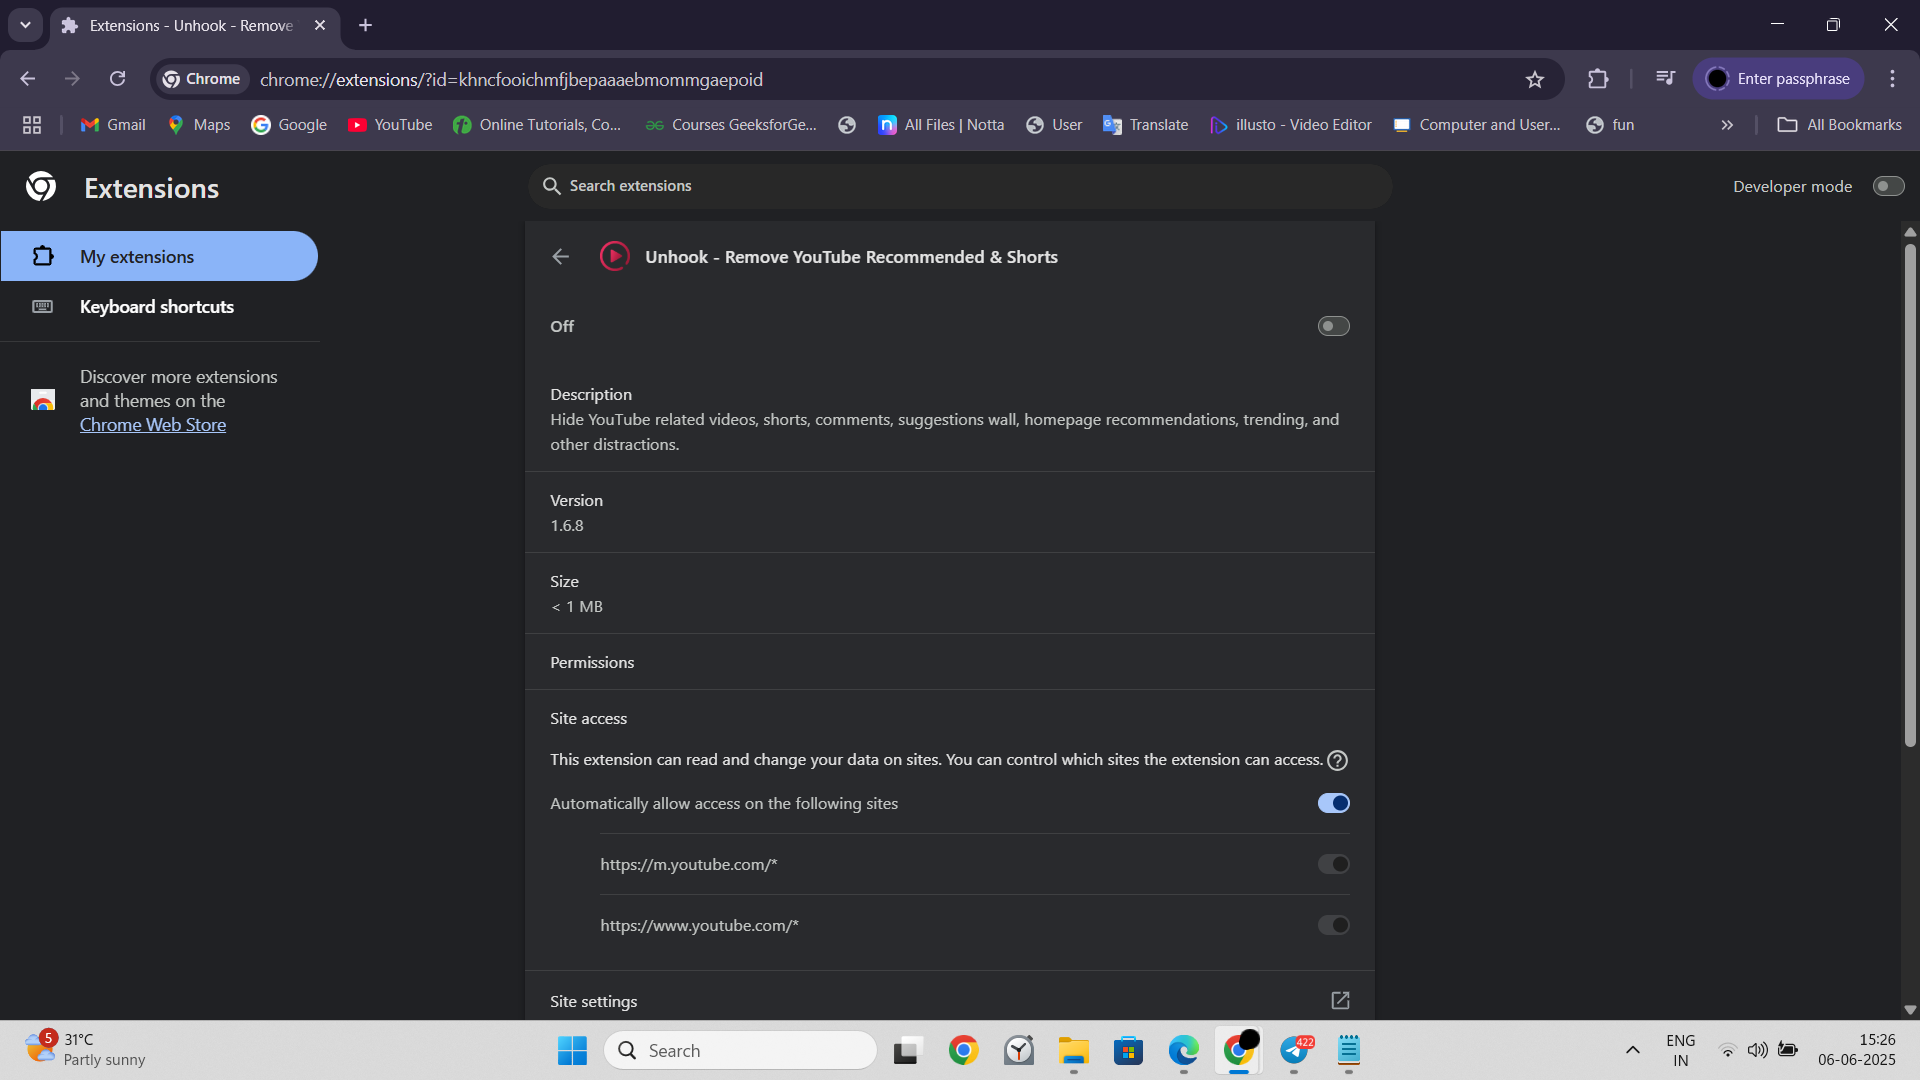 Extensions - Unhook - Remove
Chrome
chrome://extensions/?id=khncfooichmfjbepaaaebmommgaepoid
Enter passphrase
Gmail
Maps
Google
YouTube
Online Tutorials, Co...
Courses GeeksforGe...
All Files | Notta
User
Translate
illusto - Video Editor
Computer and User...
fun
All Bookmarks
Extensions
Search extensions
Developer mode
My extensions
Keyboard shortcuts
Discover more extensions
and themes on the
Chrome Web Store
Unhook - Remove YouTube Recommended & Shorts
Off
Description
Hide YouTube related videos, shorts, comments, suggestions wall, homepage recommendations, trending, and
other distractions.
Version
1.6.8
Size
< 1 MB
Permissions
Site access
This extension can read and change your data on sites. You can control which sites the extension can access.
Automatically allow access on the following sites
https://m.youtube.com/*
https://www.youtube.com/*
Site settings
5
31°C
Partly sunny
Search
422
ENG
IN
15:26
06-06-2025